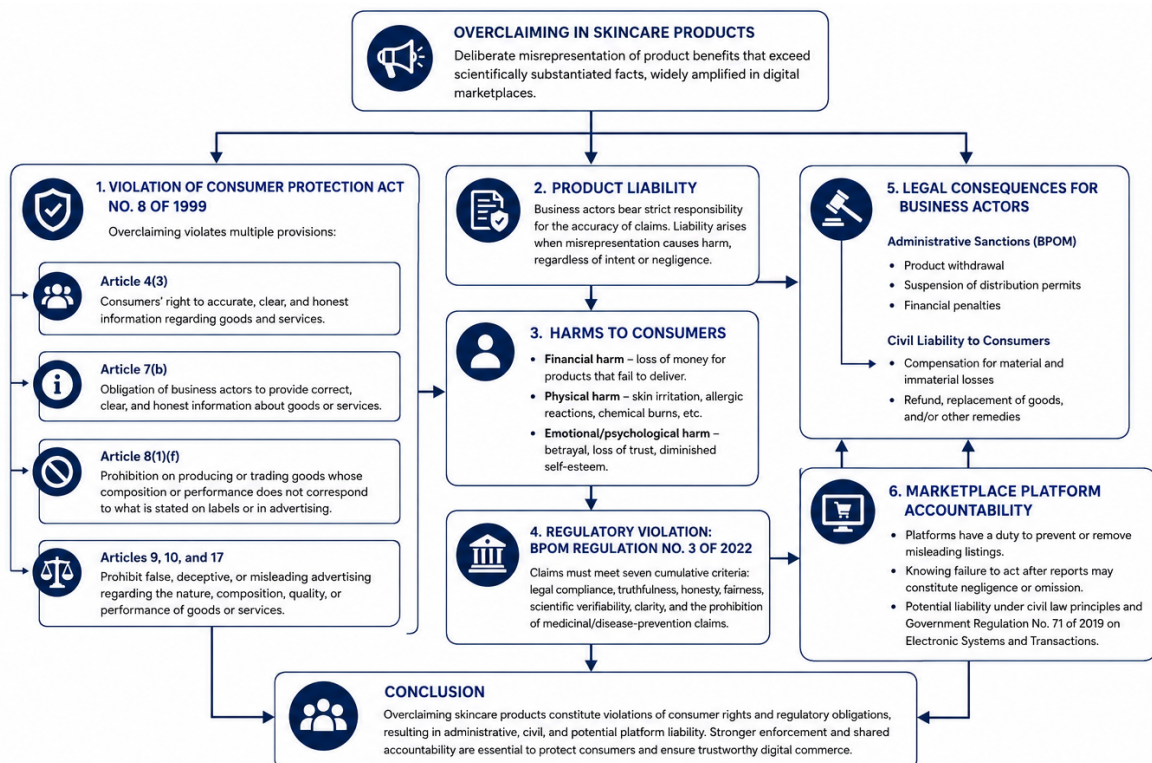 OVERCLAIMING IN SKINCARE PRODUCTS
Deliberate misrepresentation of product benefits that exceed
scientifically substantiated facts, widely amplified in digital
marketplaces.
1. VIOLATION OF CONSUMER PROTECTION ACT
NO. 8 OF 1999
Overclaiming violates multiple provisions:
Article 4(3)
Consumers' right to accurate, clear, and honest
information regarding goods and services.
Article 7(b)
Obligation of business actors to provide correct,
clear, and honest information about goods or services.
Article 8(1)(f)
Prohibition on producing or trading goods whose
composition or performance does not correspond
to what is stated on labels or in advertising.
Articles 9, 10, and 17
Prohibit false, deceptive, or misleading advertising
regarding the nature, composition, quality, or
performance of goods or services.
2. PRODUCT LIABILITY
Business actors bear strict responsibility
for the accuracy of claims. Liability arises
when misrepresentation causes harm,
regardless of intent or negligence.
3. HARMS TO CONSUMERS
• Financial harm – loss of money for
products that fail to deliver.
• Physical harm – skin irritation, allergic
reactions, chemical burns, etc.
• Emotional/psychological harm –
betrayal, loss of trust, diminished
self-esteem.
4. REGULATORY VIOLATION:
BPOM REGULATION NO. 3 OF 2022
Claims must meet seven cumulative criteria:
legal compliance, truthfulness, honesty, fairness,
scientific verifiability, clarity, and the prohibition
of medicinal/disease-prevention claims.
5. LEGAL CONSEQUENCES FOR
BUSINESS ACTORS
Administrative Sanctions (BPOM)
• Product withdrawal
• Suspension of distribution permits
• Financial penalties
Civil Liability to Consumers
• Compensation for material and
immaterial losses
• Refund, replacement of goods,
and/or other remedies
6. MARKETPLACE PLATFORM
ACCOUNTABILITY
• Platforms have a duty to prevent or remove
misleading listings.
• Knowing failure to act after reports may
constitute negligence or omission.
• Potential liability under civil law principles and
Government Regulation No. 71 of 2019 on
Electronic Systems and Transactions.
CONCLUSION
Overclaiming skincare products constitute violations of consumer rights and regulatory obligations,
resulting in administrative, civil, and potential platform liability. Stronger enforcement and shared
accountability are essential to protect consumers and ensure trustworthy digital commerce.